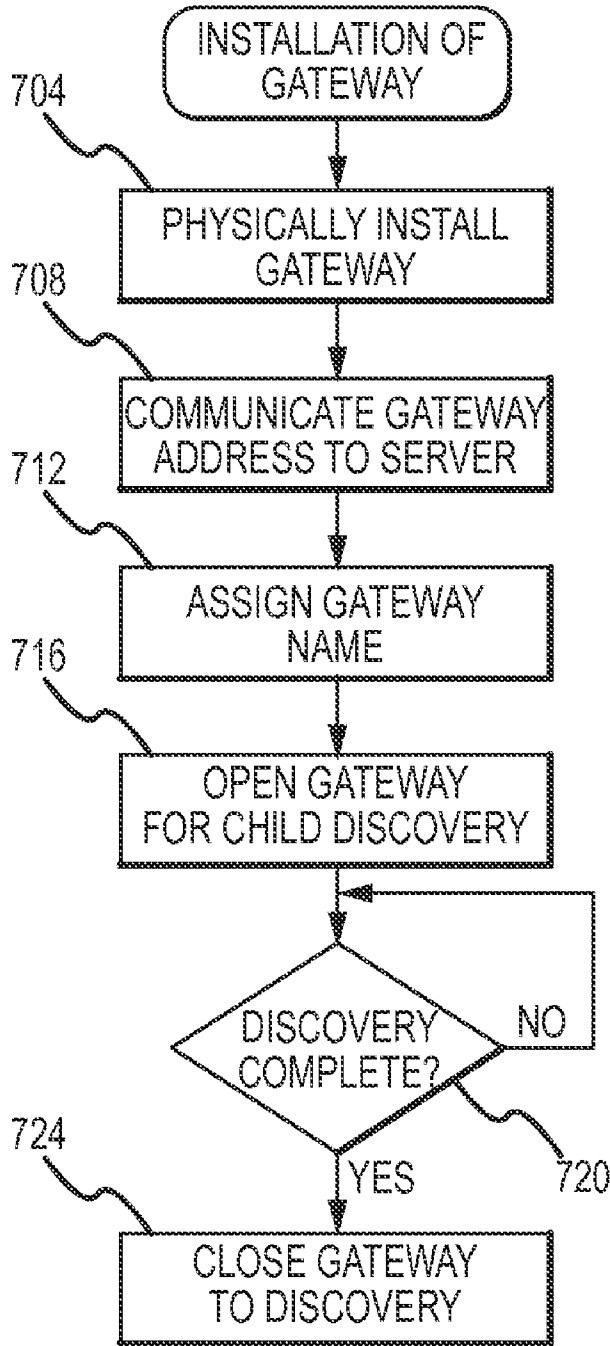 INSTALLATION OF
GATEWAY
704
PHYSICALLY INSTALL
GATEWAY
708
COMMUNICATE GATEWAY
ADDRESS TO SERVER
712
ASSIGN GATEWAY
NAME
716
OPEN GATEWAY
FOR CHILD DISCOVERY
DISCOVERY
COMPLETE?
NO
720
YES
724
CLOSE GATEWAY
TO DISCOVERY